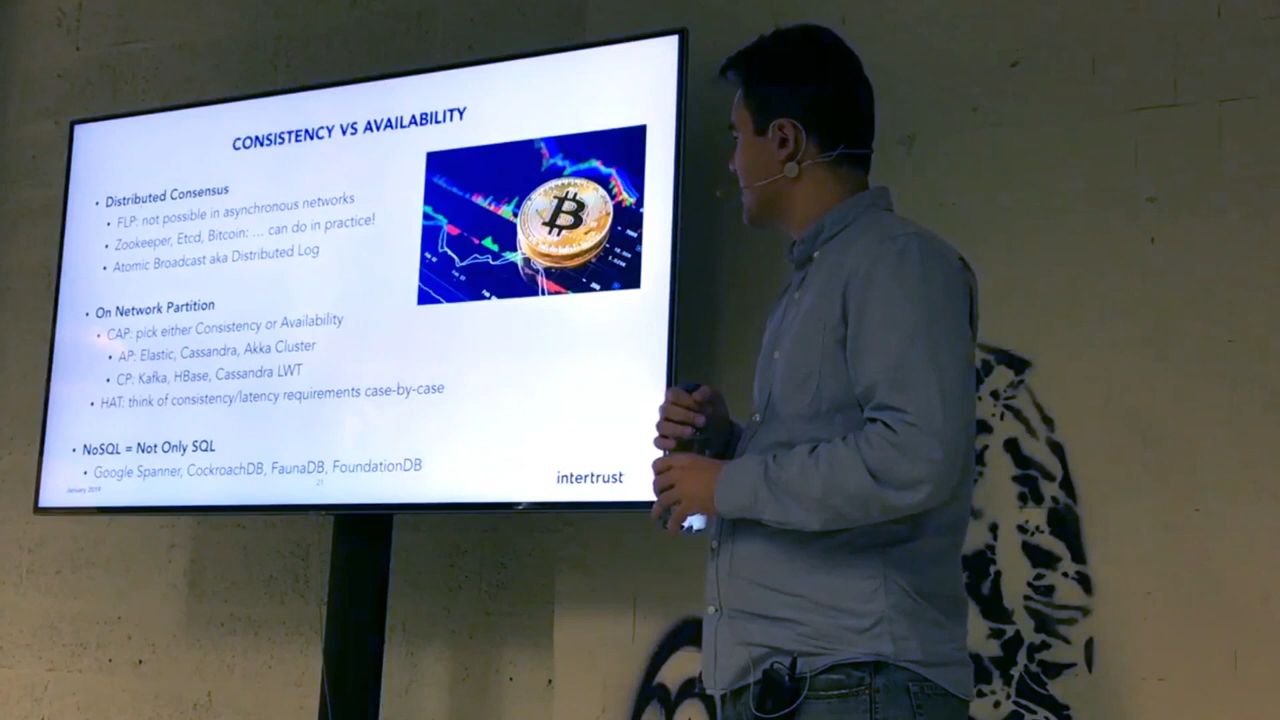 CONSISTENCY VS AVAILABILITY
• Distributed Consensus
• FLP: not possible in asynchronous networks
• Zookeeper, Etcd, Bitcoin: ... can do in practice!
• Atomic Broadcast aka Distributed Log
• On Network Partition
• CAP: pick either Consistency or Availability
• AP: Elastic, Cassandra, Akka Cluster
• CP: Kafka, HBase, Cassandra LWT
• HAT: think of consistency/latency requirements case-by-case
• NoSQL = Not Only SQL
• Google Spanner, CockroachDB, FaunaDB, FoundationDB
January 2019
21
intertrust